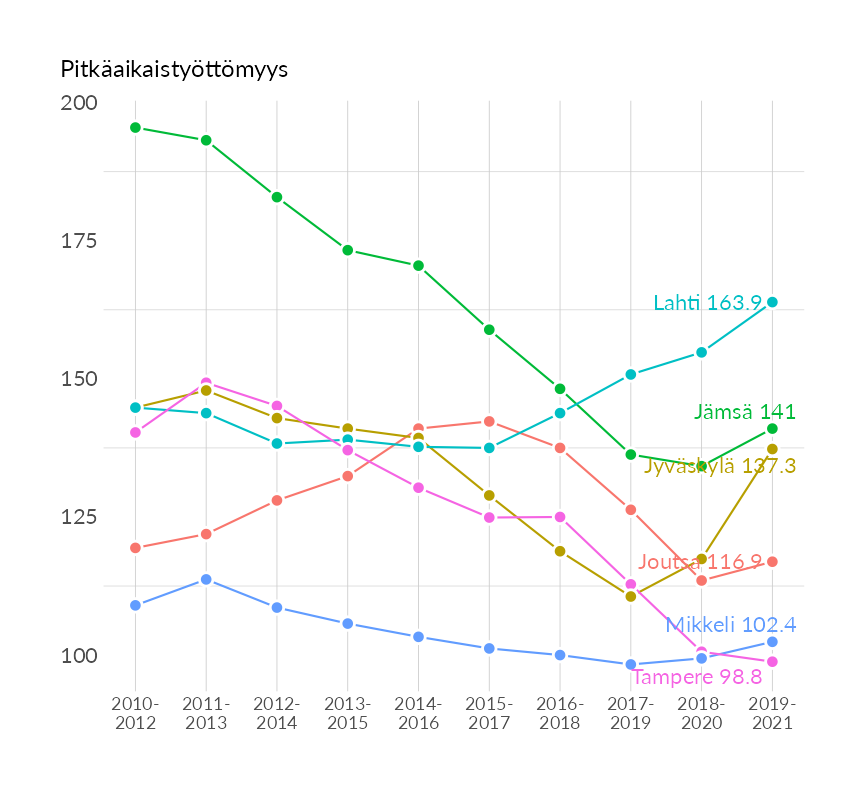 Pitkäaikaistyöttömyys
200
175
150
125
100
Lahti 163.9
Jämsä 141
Jyväskylä 137.3
Joutsa 116.9
Mikkeli 102.4
Tampere 98.8
2010- 2011- 2012- 2013- 2014- 2015- 2016- 2017- 2018- 2019-
2012 2013 2014 2015 2016 2017 2018 2019 2020 2021